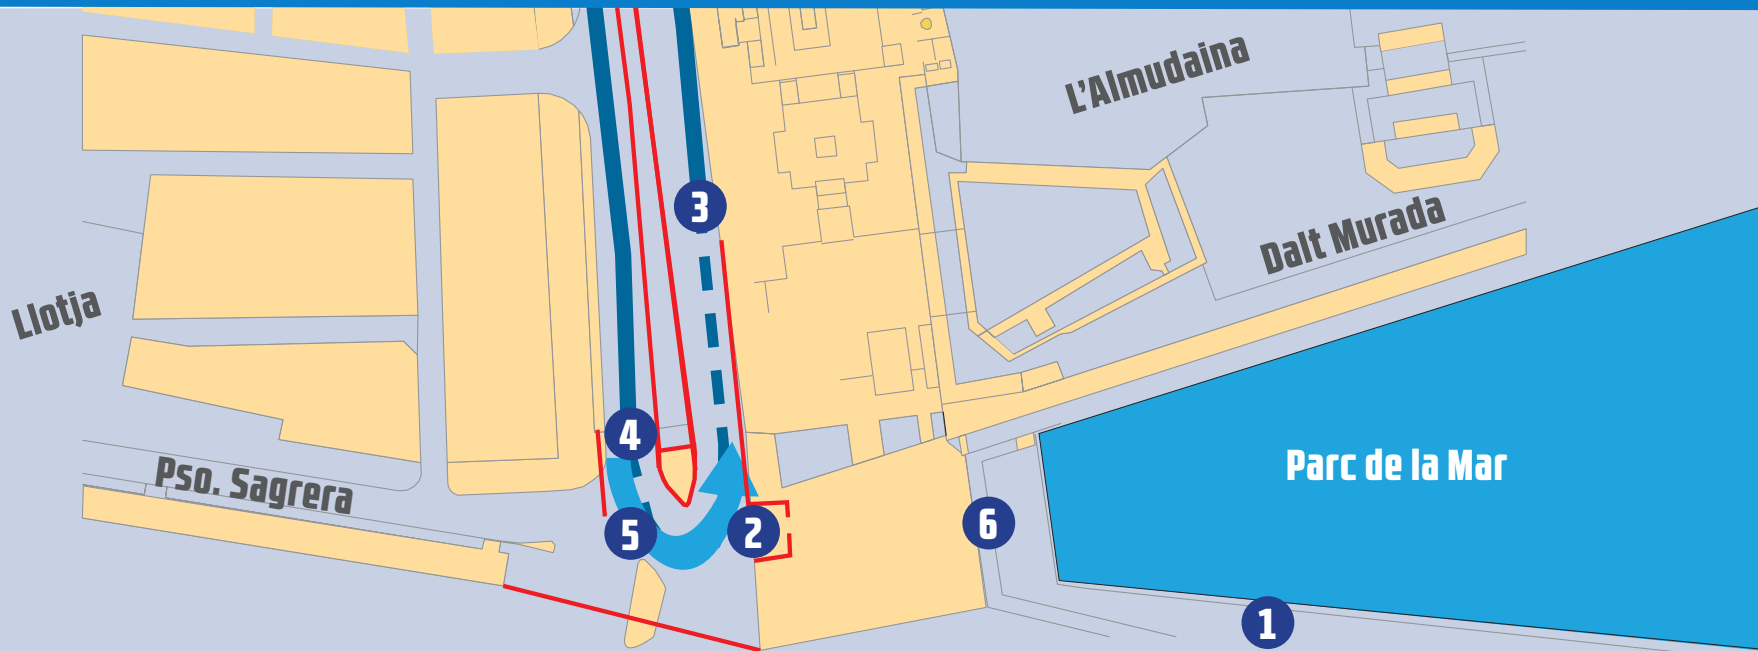 L'Almudaina
3
Dalt Murada
Llotja
4
Parc de la Mar
Pso. Sagrera
5
2
6
1